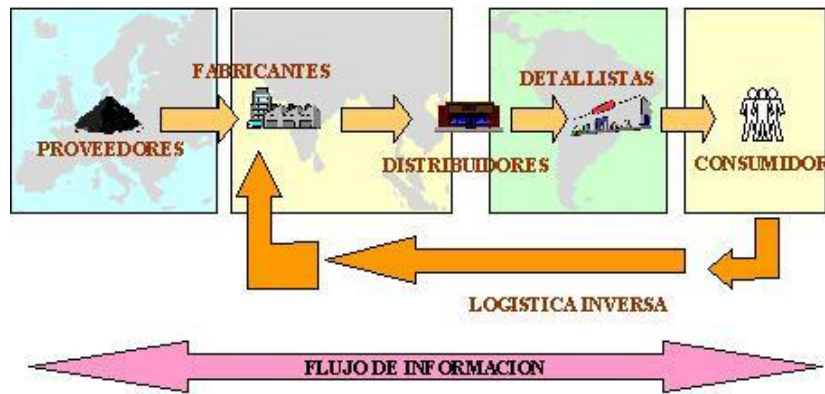 FABRICANTES
DETALLISTAS
PROVEEDORES
DISTRIBUIDORES
CONSUMIDOR
LOGISTICA INVERSA
FLUJO DE INFORMACION